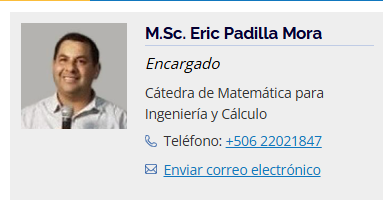 M.Sc. Eric Padilla Mora
Encargado
Cátedra de Matemática para
Ingeniería y Cálculo
Teléfono: +506 22021847
Enviar correo electrónico